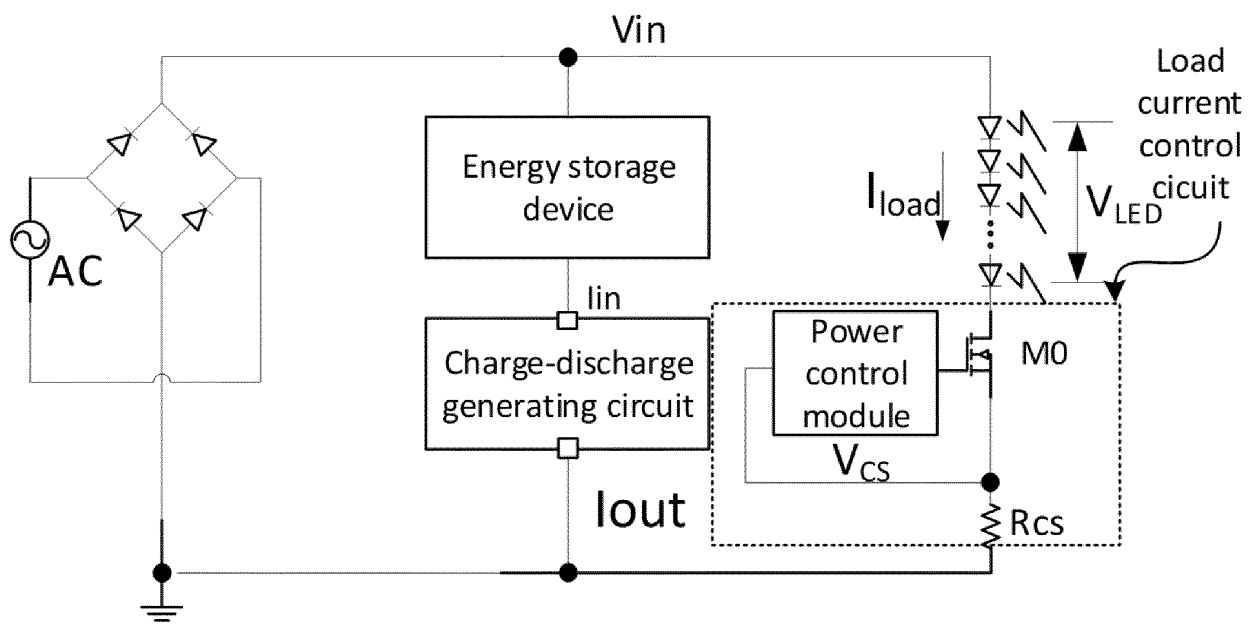 Vin
Load
current
control
cicuit
Energy storage
device
Iload
VLED
AC
Iin
Charge-discharge
generating circuit
Power
control
module
M0
VCS
Iout
Rcs